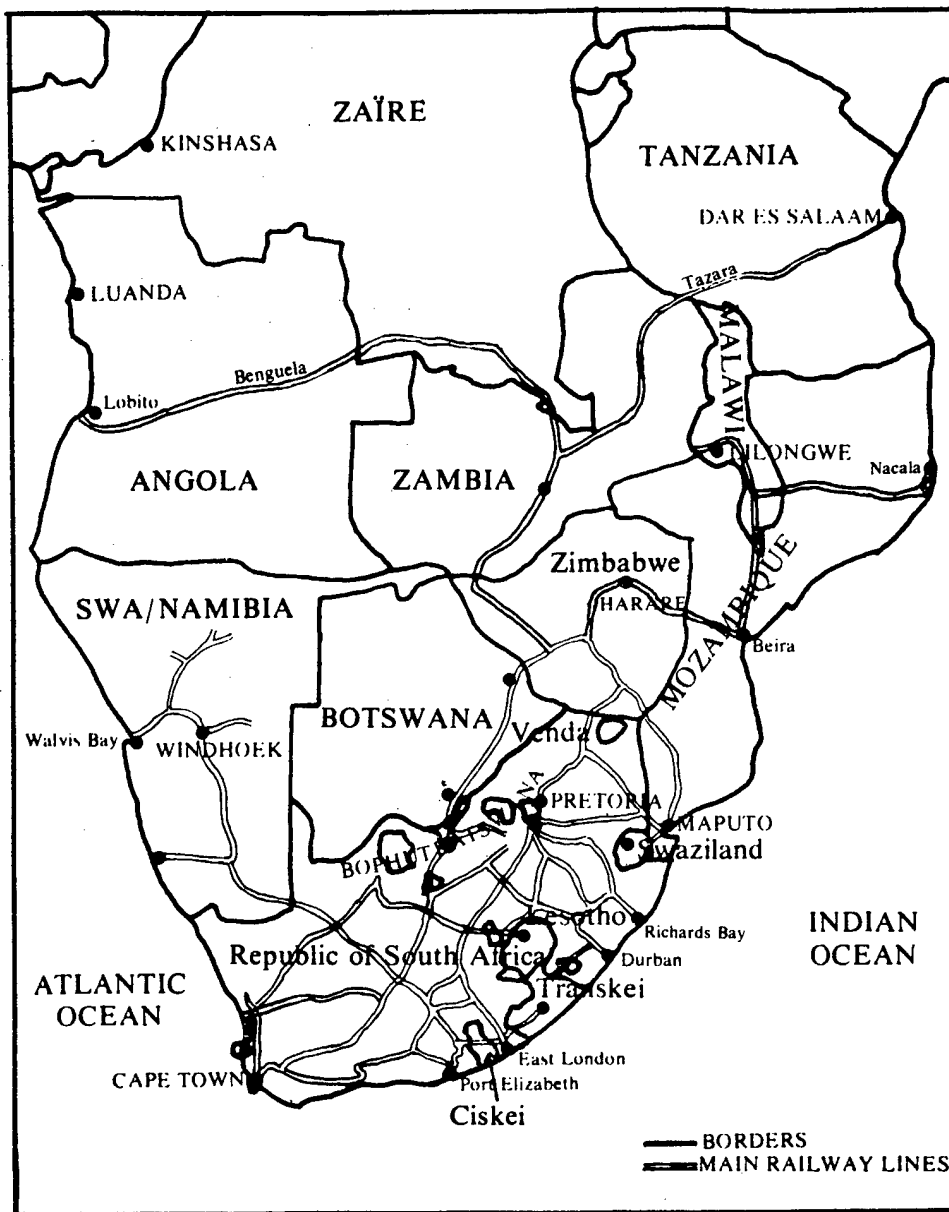 ZAÏRE
KINSHASA
TANZANIA
DAR ES SALAAM
Tazara
LUANDA
MALAWI
Benguela
Lobito
LILONGWE
Nacala
ANGOLA
ZAMBIA
MOZAMBIQUE
Zimbabwe
HARARE
SWA/NAMIBIA
Beira
BOTSWANA
Venda
Walvis Bay
WINDHOEK
PRETORIA
MAPUTO
BOPHUTHATSWANA
Swaziland
Lesotho
Richards Bay
INDIAN
OCEAN
Republic of South Africa
Durban
ATLANTIC
OCEAN
Transkei
East London
CAPE TOWN
Port Elizabeth
Ciskei
BORDERS
MAIN RAILWAY LINES